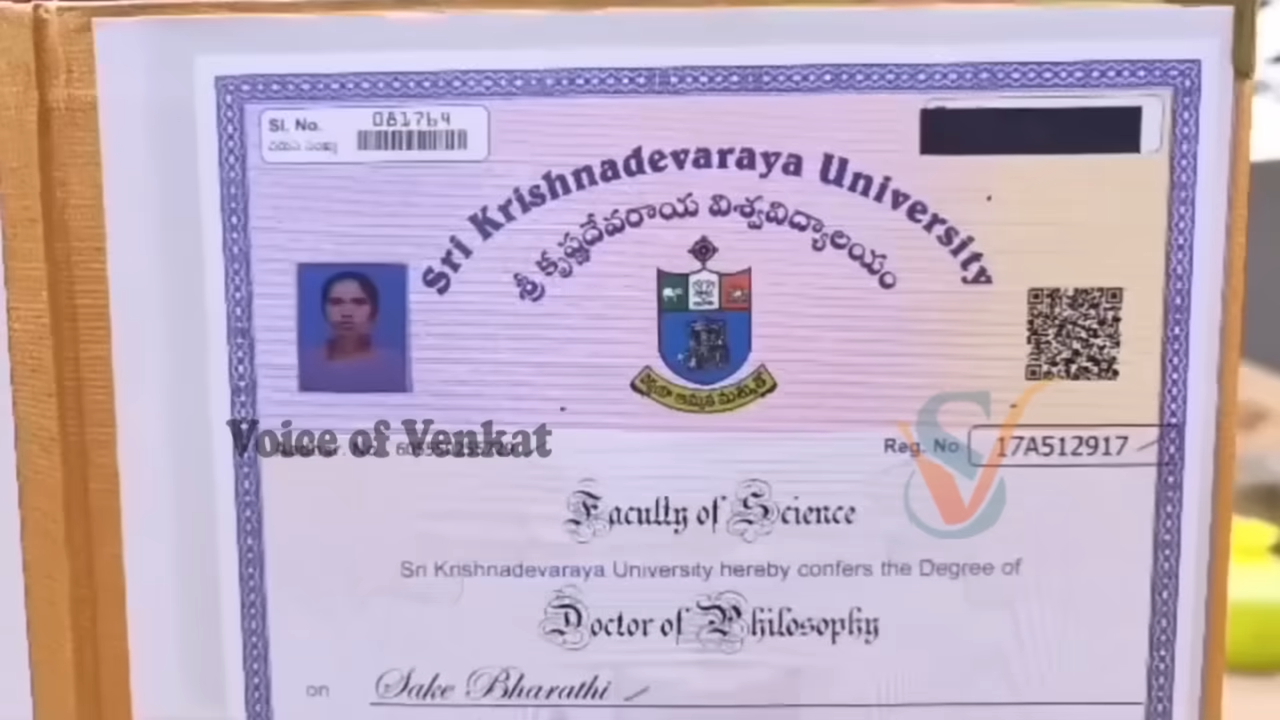 Sl. No. 081764
వరుస సంఖ్య
Sri Krishnadevaraya University
శ్రీ కృష్ణదేవరాయ విశ్వవిద్యాలయం
Voice of Venkat
Reg. No 17A512917
Faculty of Science
Sri Krishnadevaraya University hereby confers the Degree of
Doctor of Philosophy
on Sake Bharathi